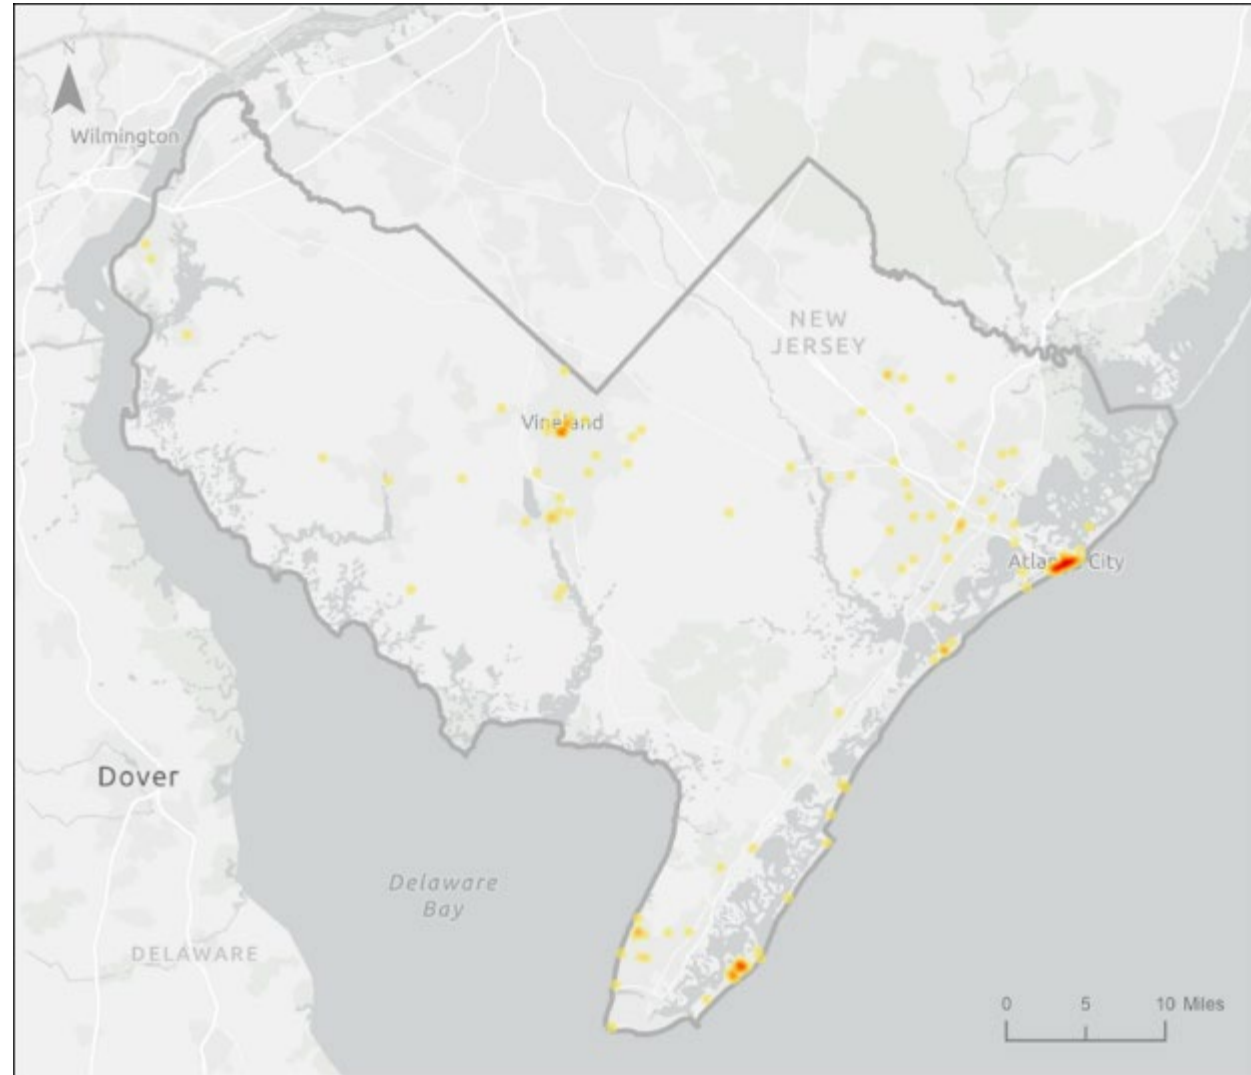 N
Wilmington
NEW
JERSEY
Vineland
Atlantic City
Dover
Delaware
Bay
DELAWARE
0 5 10 Miles